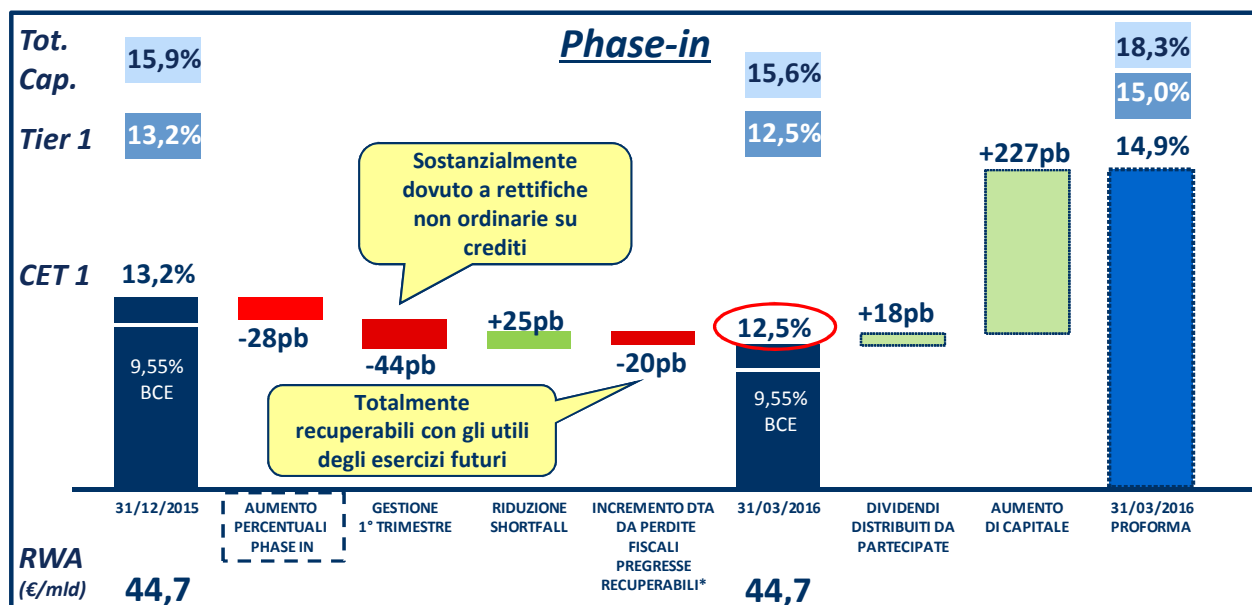 Phase-in
Tot.
Cap.
15,9%
15,6%
18,3%
15,0%
Tier 1
13,2%
12,5%
14,9%
+227pb
Sostanzialmente
dovuto a rettifiche
non ordinarie su
crediti
CET 1
13,2%
-28pb
-44pb
+25pb
-20pb
12,5%
+18pb
9,55%
BCE
9,55%
BCE
Totalmente
recuperabili con gli utili
degli esercizi futuri
31/12/2015
AUMENTO
PERCENTUALI
PHASE IN
GESTIONE
1° TRIMESTRE
RIDUZIONE
SHORTFALL
INCREMENTO DTA
DA PERDITE
FISCALI
PREGRESSE
RECUPERABILI*
31/03/2016
DIVIDENDI
DISTRIBUITI DA
PARTECIPATE
AUMENTO
DI CAPITALE
31/03/2016
PROFORMA
RWA
(€/mld)
44,7
44,7